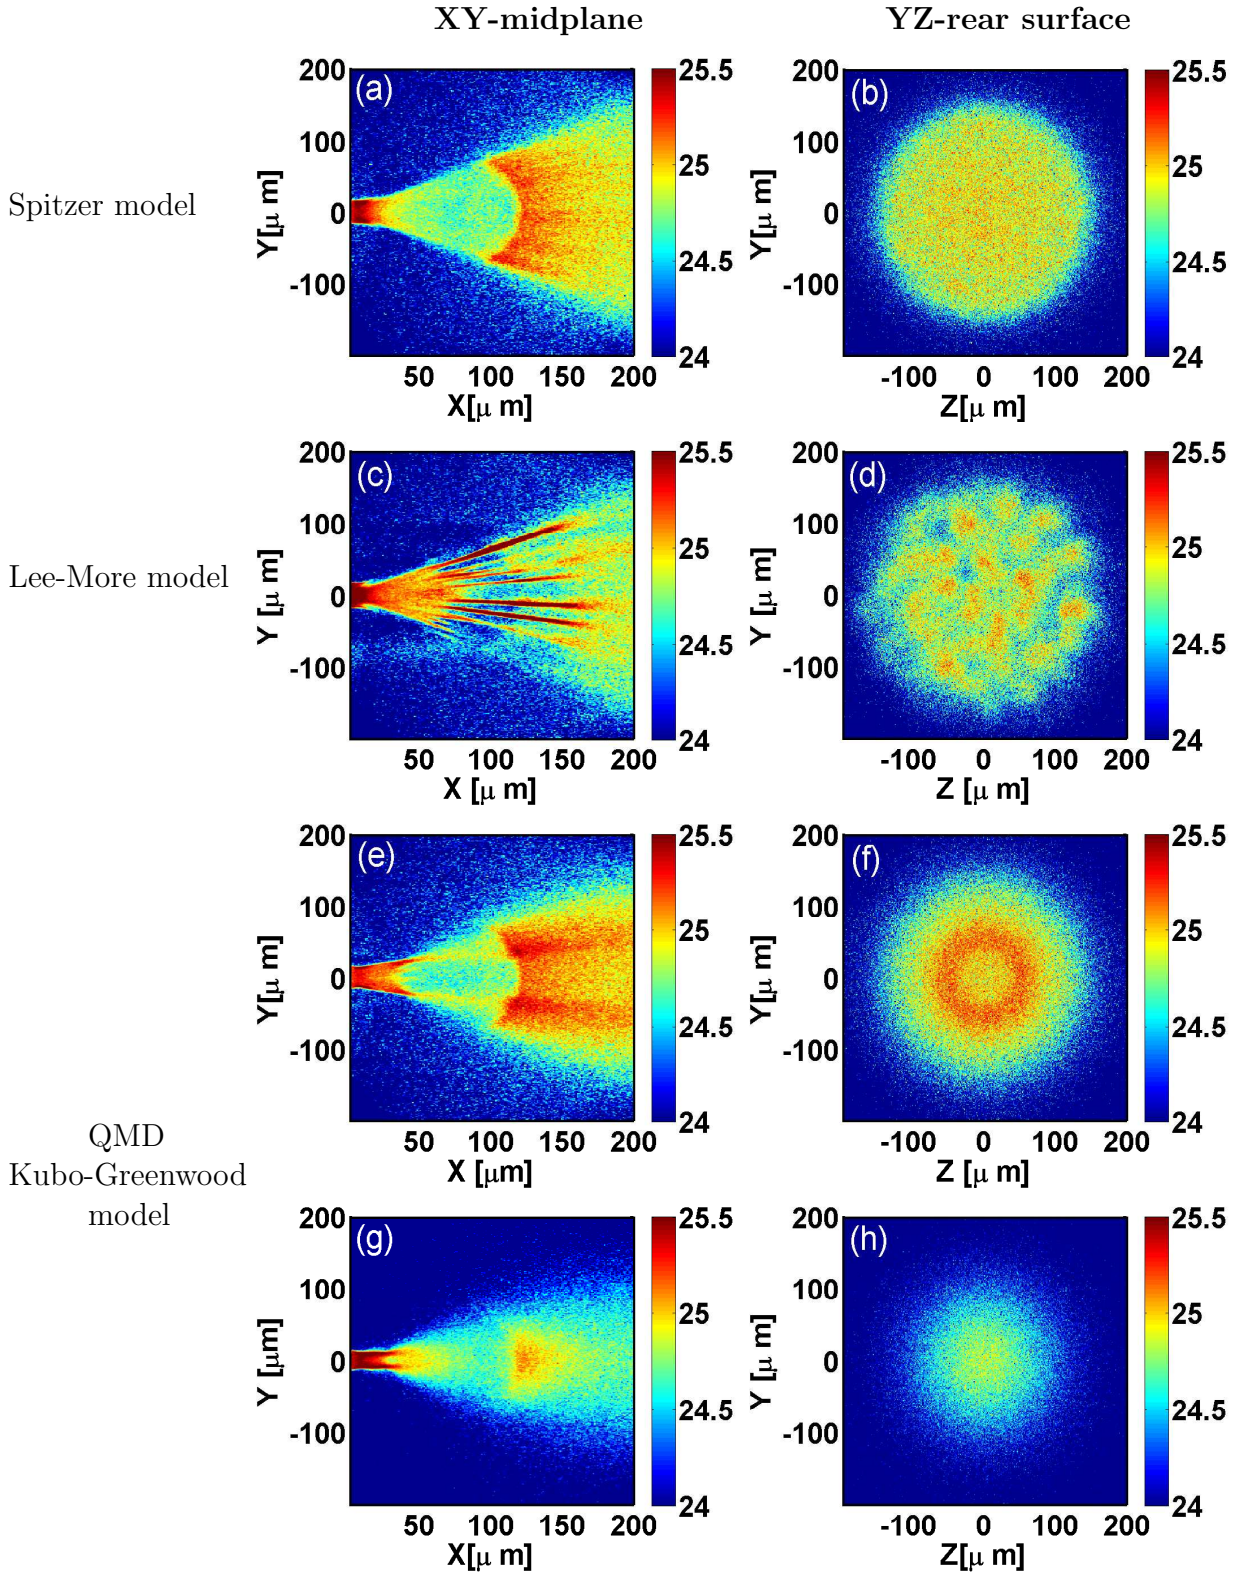 XY-midplane YZ-rear surface
Spitzer model
(a)
200
100
0
-100
Y[μ m]
50 100 150 200
X[μ m]
25.5
25
24.5
24
(b)
200
100
0
-100
Y[μ m]
-100 0 100 200
Z[μ m]
25.5
25
24.5
24
Lee-More model
(c)
200
100
0
-100
Y [μ m]
50 100 150 200
X [μ m]
25.5
25
24.5
24
(d)
200
100
0
-100
Y [μ m]
-100 0 100 200
Z [μ m]
25.5
25
24.5
24
QMD
Kubo-Greenwood
model
(e)
200
100
0
-100
Y[μ m]
50 100 150 200
X [μm]
25.5
25
24.5
24
(f)
200
100
0
-100
Y[μ m]
-100 0 100 200
Z [μ m]
25.5
25
24.5
24
(g)
200
100
0
-100
Y [μm]
50 100 150 200
X[μ m]
25.5
25
24.5
24
(h)
200
100
0
-100
Y [μ m]
-100 0 100 200
Z[μ m]
25.5
25
24.5
24